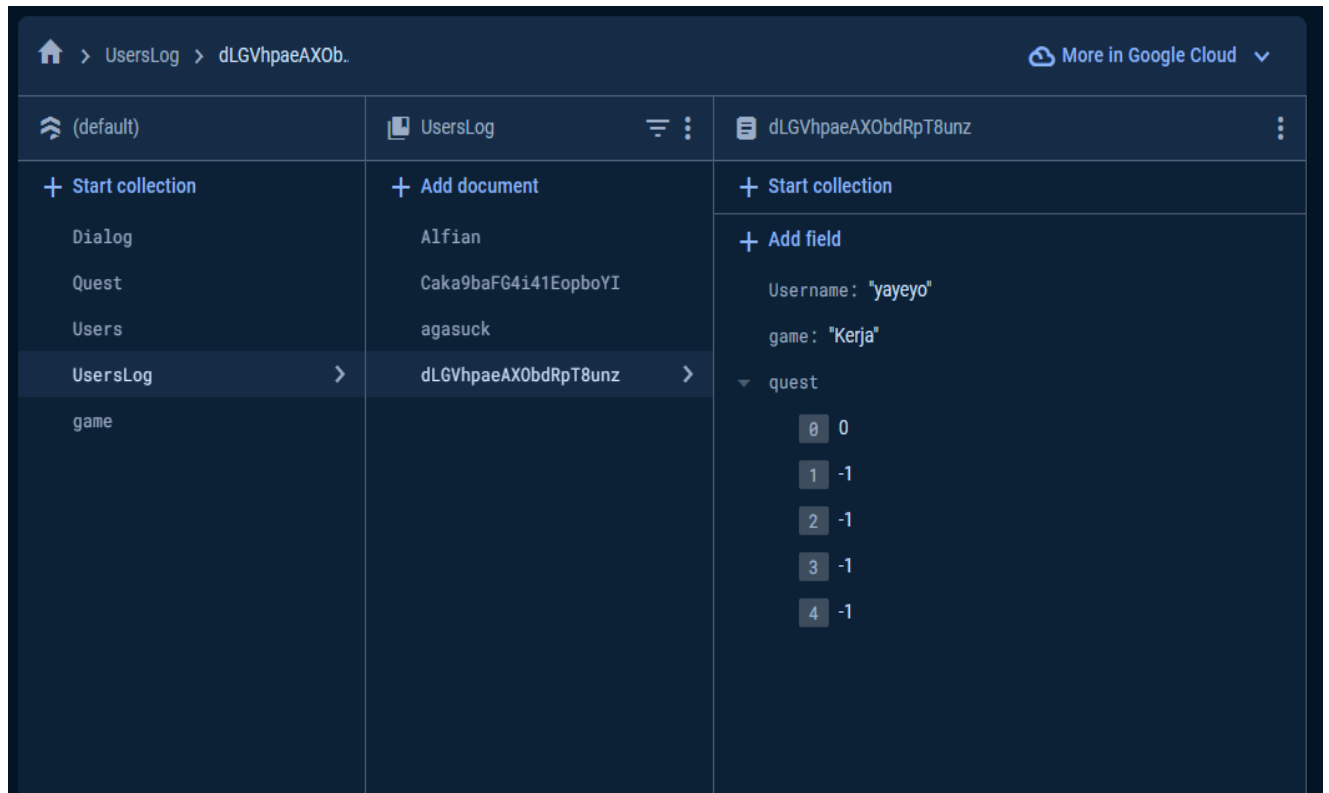 UsersLog > dLGVhpaeAXOb..
More in Google Cloud
(default)
UsersLog
dLGVhpaeAXObdRpT8unz
+ Start collection
Dialog
Quest
Users
UsersLog
game
+ Add document
Alfian
Caka9baFG4i41EopboYI
agasuck
dLGVhpaeAXObdRpT8unz
+ Start collection
+ Add field
Username: "yayeyo"
game: "Kerja"
quest
0 0
1 -1
2 -1
3 -1
4 -1